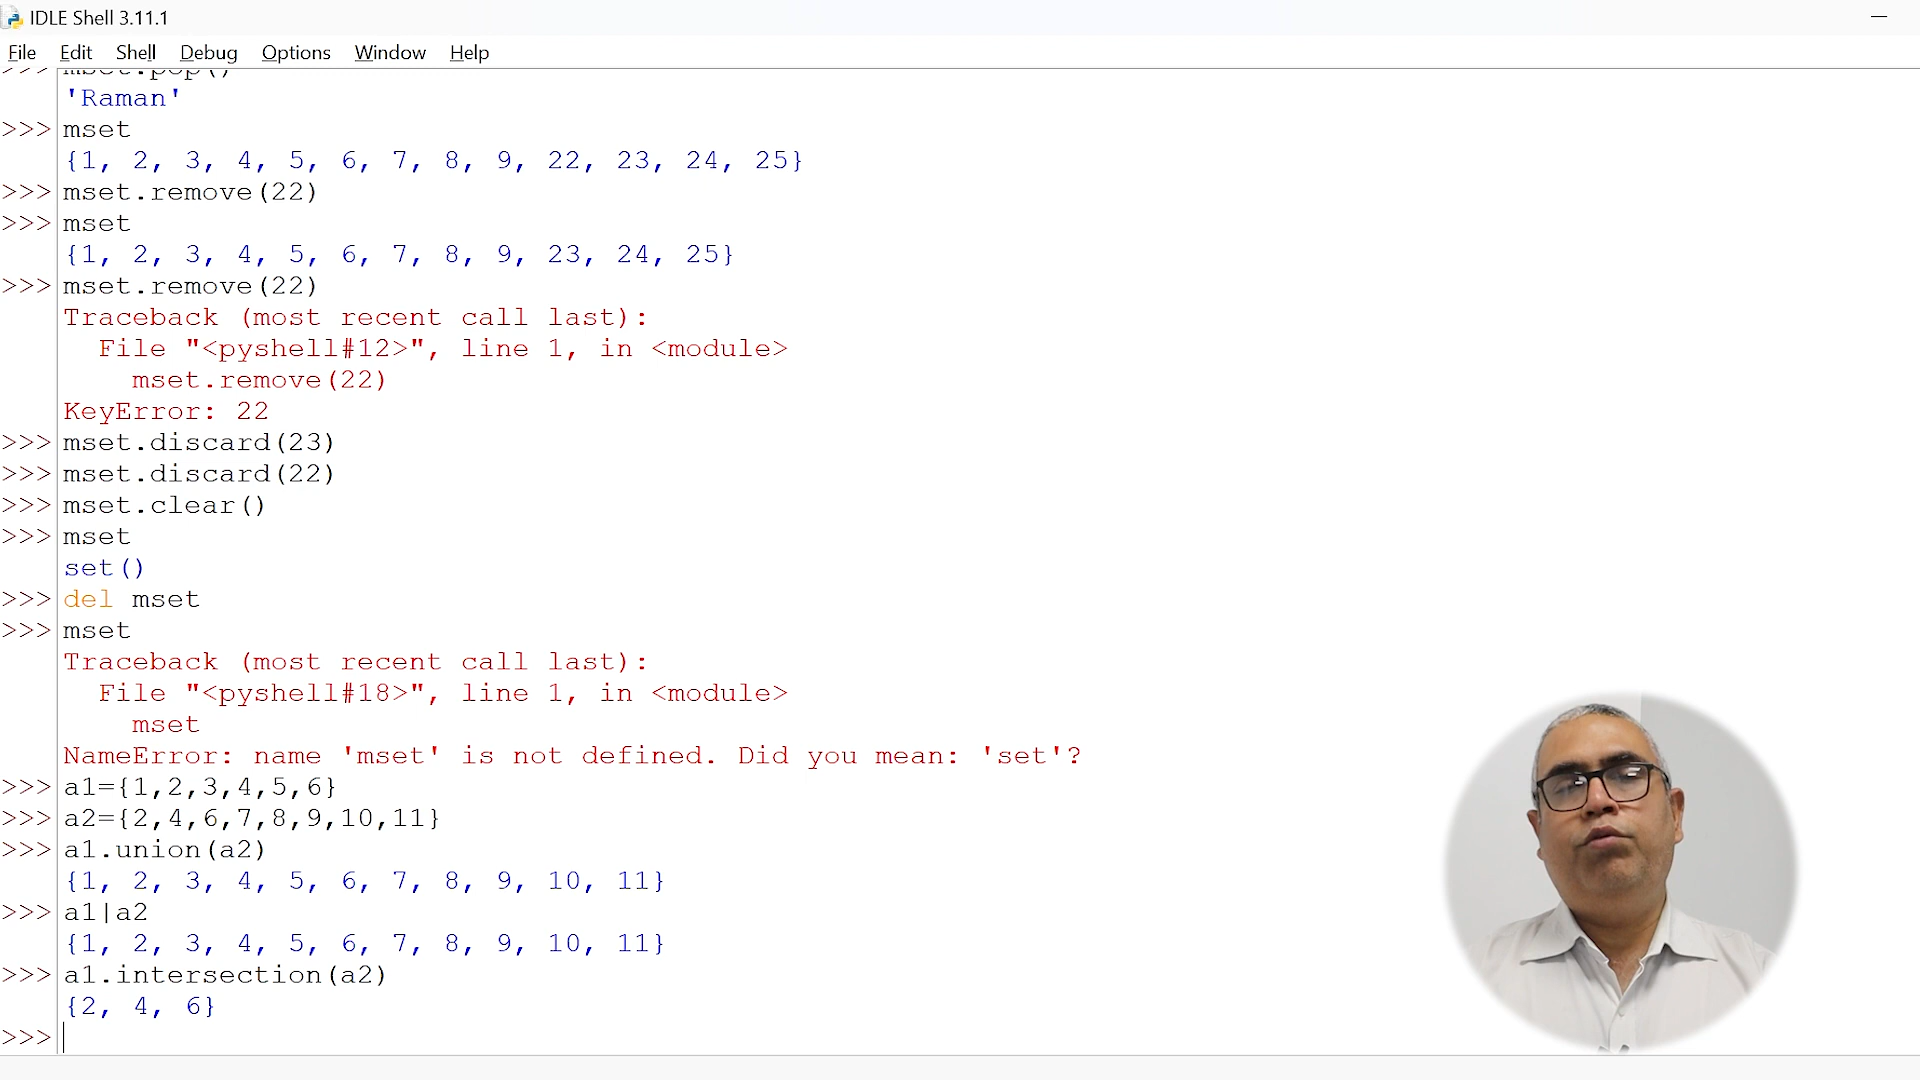 IDLE Shell 3.11.1
File Edit Shell Debug Options Window Help
>>> mset.pop()
'Raman'
>>> mset
{1, 2, 3, 4, 5, 6, 7, 8, 9, 22, 23, 24, 25}
>>> mset.remove(22)
>>> mset
{1, 2, 3, 4, 5, 6, 7, 8, 9, 23, 24, 25}
>>> mset.remove(22)
Traceback (most recent call last):
  File "<pyshell#12>", line 1, in <module>
    mset.remove(22)
KeyError: 22
>>> mset.discard(23)
>>> mset.discard(22)
>>> mset.clear()
>>> mset
set()
>>> del mset
>>> mset
Traceback (most recent call last):
  File "<pyshell#18>", line 1, in <module>
    mset
NameError: name 'mset' is not defined. Did you mean: 'set'?
>>> a1={1,2,3,4,5,6}
>>> a2={2,4,6,7,8,9,10,11}
>>> a1.union(a2)
{1, 2, 3, 4, 5, 6, 7, 8, 9, 10, 11}
>>> a1|a2
{1, 2, 3, 4, 5, 6, 7, 8, 9, 10, 11}
>>> a1.intersection(a2)
{2, 4, 6}
>>>